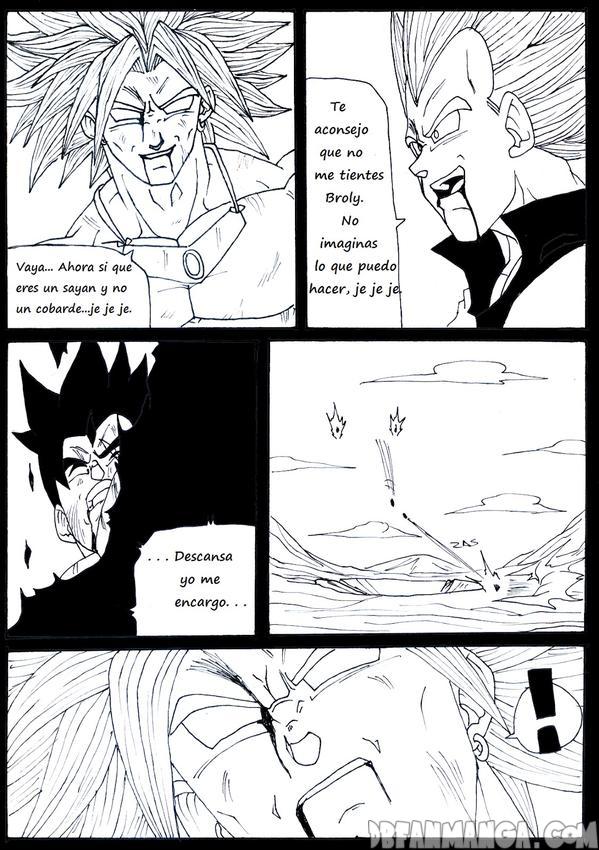 Vaya... Ahora si que
eres un sayan y no
un cobarde...je je je.
Te
aconsejo
que no
me tientes
Broly.
No
imaginas
lo que puedo
hacer, je je je.
. . . Descansa
yo me
encargo. . .
ZAS
!
DBFANMANGA.COM